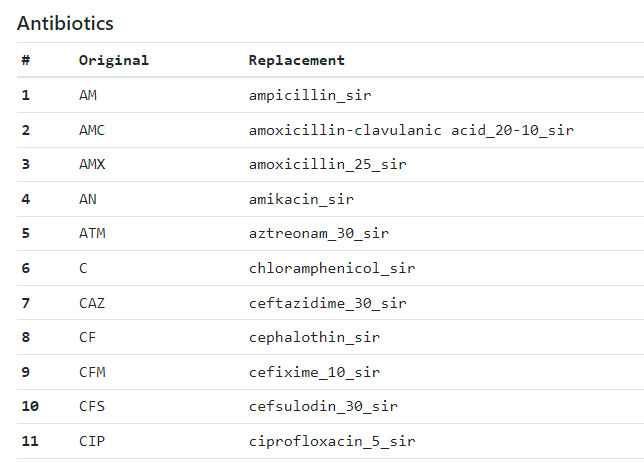 Antibiotics
# Original Replacement
1 AM ampicillin_sir
2 AMC amoxicillin-clavulanic acid_20-10_sir
3 AMX amoxicillin_25_sir
4 AN amikacin_sir
5 ATM aztreonam_30_sir
6 C chloramphenicol_sir
7 CAZ ceftazidime_30_sir
8 CF cephalothin_sir
9 CFM cefixime_10_sir
10 CFS cefsulodin_30_sir
11 CIP ciprofloxacin_5_sir